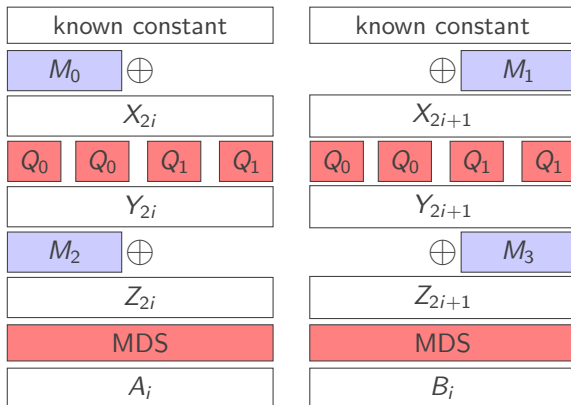 known constant known constant
M₀ ⊕ ⊕ M₁
X₂ᵢ X₂ᵢ₊₁
Q₀ Q₀ Q₁ Q₁ Q₀ Q₀ Q₁ Q₁
Y₂ᵢ Y₂ᵢ₊₁
M₂ ⊕ ⊕ M₃
Z₂ᵢ Z₂ᵢ₊₁
MDS MDS
Aᵢ Bᵢ